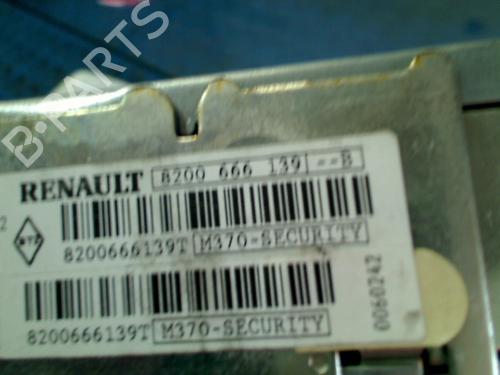 RENAULT 8200 666 139 --B
8200666139T M370-SECURITY
8200666139T M370-SECURITY
0060242
B-PARTS